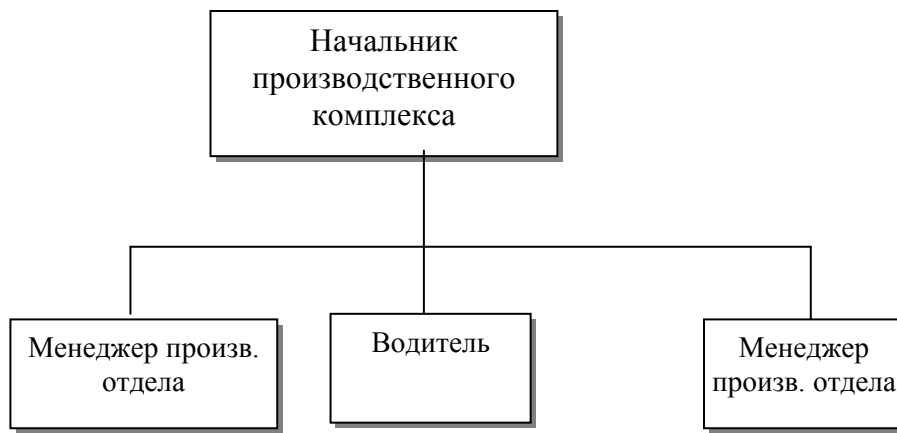 Начальник
производственного
комплекса
Менеджер произв.
отдела
Водитель
Менеджер
произв. отдела